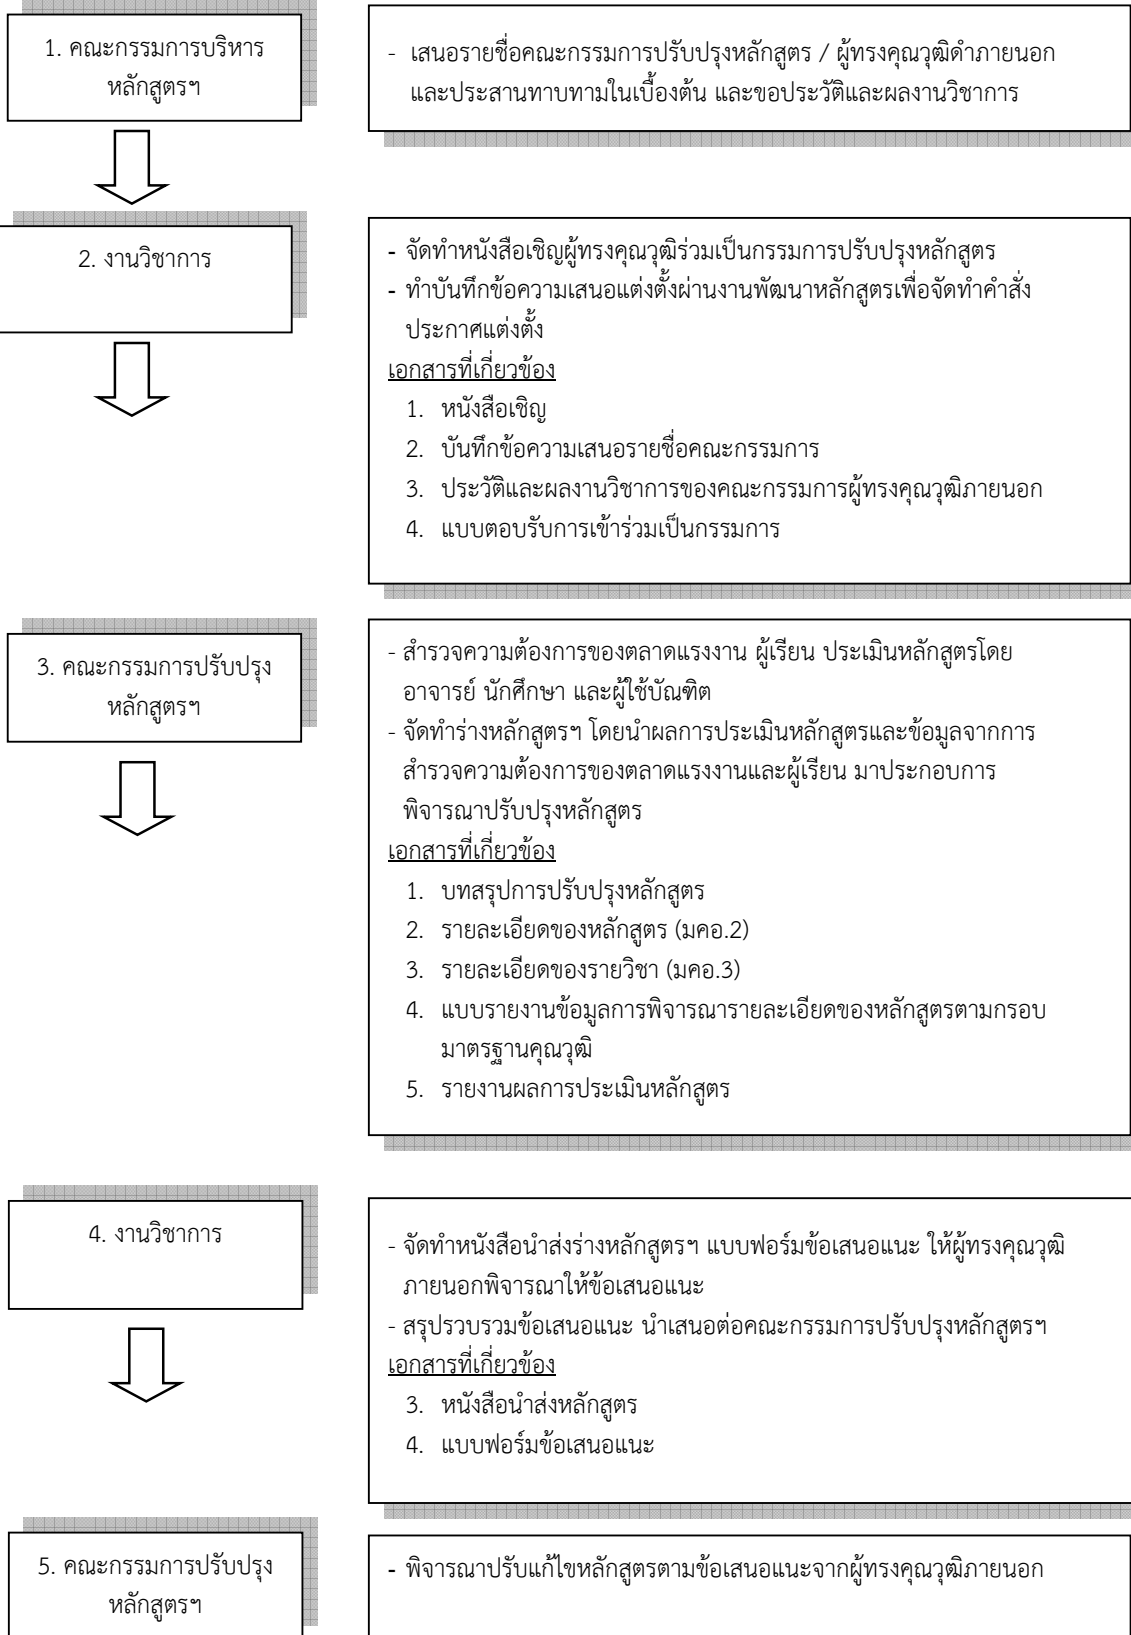 1. คณะกรรมการบริหาร
หลักสูตรฯ
- เสนอรายชื่อคณะกรรมการปรับปรุงหลักสูตร / ผู้ทรงคุณวุฒิดำภายนอก
และประสานทาบทามในเบื้องต้น และขอประวัติและผลงานวิชาการ
2. งานวิชาการ
- จัดทำหนังสือเชิญผู้ทรงคุณวุฒิร่วมเป็นกรรมการปรับปรุงหลักสูตร
- ทำบันทึกข้อความเสนอแต่งตั้งผ่านงานพัฒนาหลักสูตรเพื่อจัดทำคำสั่ง
ประกาศแต่งตั้ง
เอกสารที่เกี่ยวข้อง
1. หนังสือเชิญ
2. บันทึกข้อความเสนอรายชื่อคณะกรรมการ
3. ประวัติและผลงานวิชาการของคณะกรรมการผู้ทรงคุณวุฒิภายนอก
4. แบบตอบรับการเข้าร่วมเป็นกรรมการ
3. คณะกรรมการปรับปรุง
หลักสูตรฯ
- สำรวจความต้องการของตลาดแรงงาน ผู้เรียน ประเมินหลักสูตรโดย
อาจารย์ นักศึกษา และผู้ใช้บัณฑิต
- จัดทำร่างหลักสูตรฯ โดยนำผลการประเมินหลักสูตรและข้อมูลจากการ
สำรวจความต้องการของตลาดแรงงานและผู้เรียน มาประกอบการ
พิจารณาปรับปรุงหลักสูตร
เอกสารที่เกี่ยวข้อง
1. บทสรุปการปรับปรุงหลักสูตร
2. รายละเอียดของหลักสูตร (มคอ.2)
3. รายละเอียดของรายวิชา (มคอ.3)
4. แบบรายงานข้อมูลการพิจารณารายละเอียดของหลักสูตรตามกรอบ
มาตรฐานคุณวุฒิ
5. รายงานผลการประเมินหลักสูตร
4. งานวิชาการ
- จัดทำหนังสือนำส่งร่างหลักสูตรฯ แบบฟอร์มข้อเสนอแนะ ให้ผู้ทรงคุณวุฒิ
ภายนอกพิจารณาให้ข้อเสนอแนะ
- สรุปรวบรวมข้อเสนอแนะ นำเสนอต่อคณะกรรมการปรับปรุงหลักสูตรฯ
เอกสารที่เกี่ยวข้อง
3. หนังสือนำส่งหลักสูตร
4. แบบฟอร์มข้อเสนอแนะ
5. คณะกรรมการปรับปรุง
หลักสูตรฯ
- พิจารณาปรับแก้ไขหลักสูตรตามข้อเสนอแนะจากผู้ทรงคุณวุฒิภายนอก